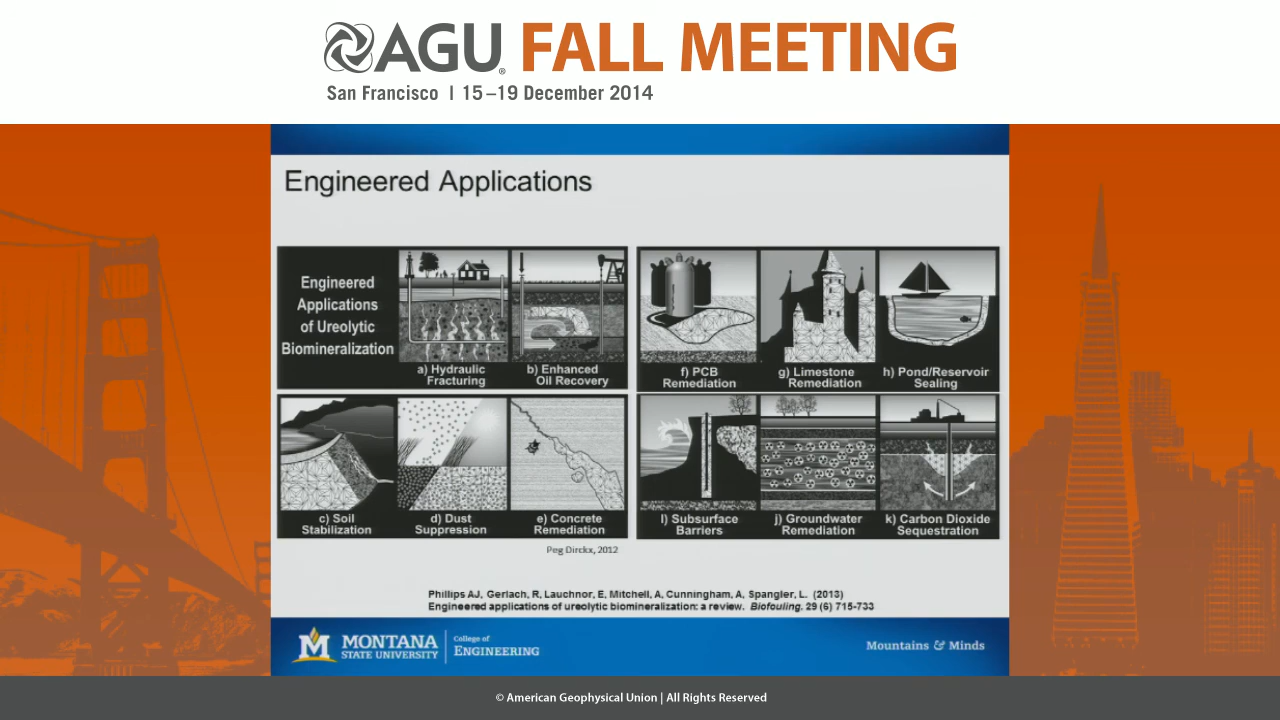 AGU FALL MEETING
San Francisco | 15–19 December 2014
Engineered Applications
Engineered
Applications
of Ureolytic
Biomineralization
a) Hydraulic
Fracturing
b) Enhanced
Oil Recovery
f) PCB
Remediation
g) Limestone
Remediation
h) Pond/Reservoir
Sealing
c) Soil
Stabilization
d) Dust
Suppression
e) Concrete
Remediation
I) Subsurface
Barriers
j) Groundwater
Remediation
k) Carbon Dioxide
Sequestration
Peg Dirckx, 2012
Phillips AJ, Gerlach, R, Lauchnor, E, Mitchell, A, Cunningham, A, Spangler, L. (2013)
Engineered applications of ureolytic biomineralization: a review. Biofouling. 29 (6) 715-733
M MONTANA
STATE UNIVERSITY
College of
ENGINEERING
Mountains & Minds
© American Geophysical Union | All Rights Reserved